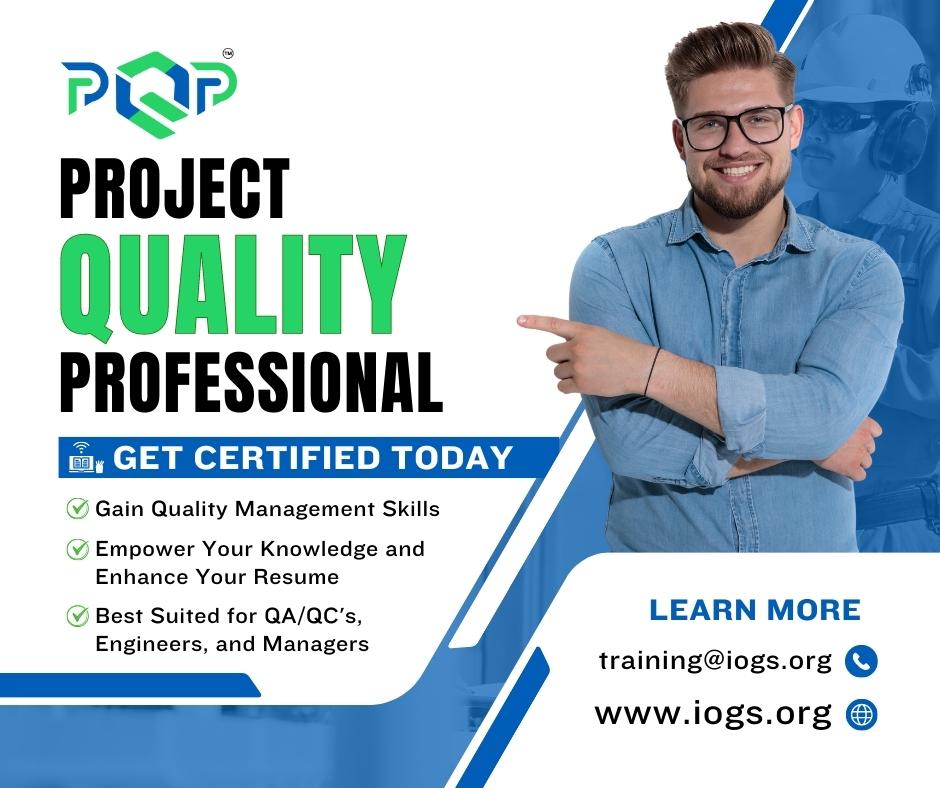 PQP™
PROJECT
QUALITY
PROFESSIONAL
GET CERTIFIED TODAY
Gain Quality Management Skills
Empower Your Knowledge and
Enhance Your Resume
Best Suited for QA/QC's,
Engineers, and Managers
LEARN MORE
training@iogs.org
www.iogs.org